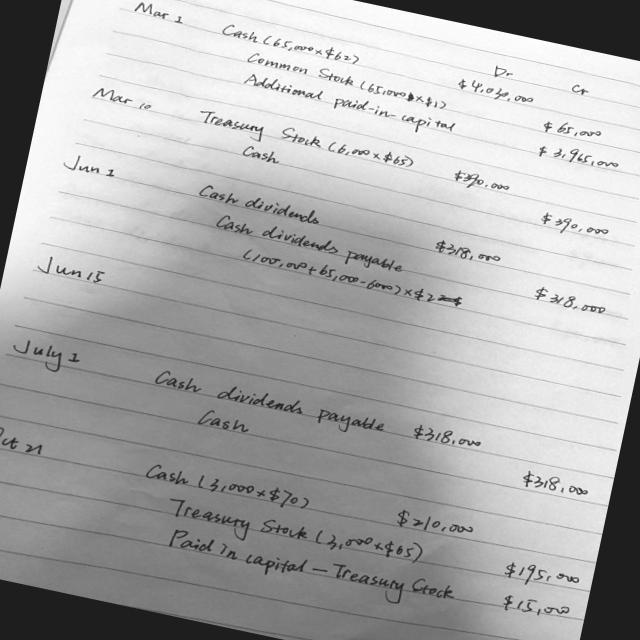 Dr Cr
Mar 1 Cash (65,000 x $62) $4,030,000
Common Stock (65,000 x $1) $65,000
Additional paid-in-capital $3,965,000
Mar 10 Treasury Stock (6,000 x $65) $390,000
Cash $390,000
Jun 1 Cash dividends $318,000
Cash dividends payable $318,000
(100,000+65,000-6000) x $2
Jun 15
July 1 Cash dividends payable $318,000
Cash $318,000
Oct 21 Cash (3,000 x $70) $210,000
Treasury Stock (3,000 x $65) $195,000
Paid in capital – Treasury Stock $15,000